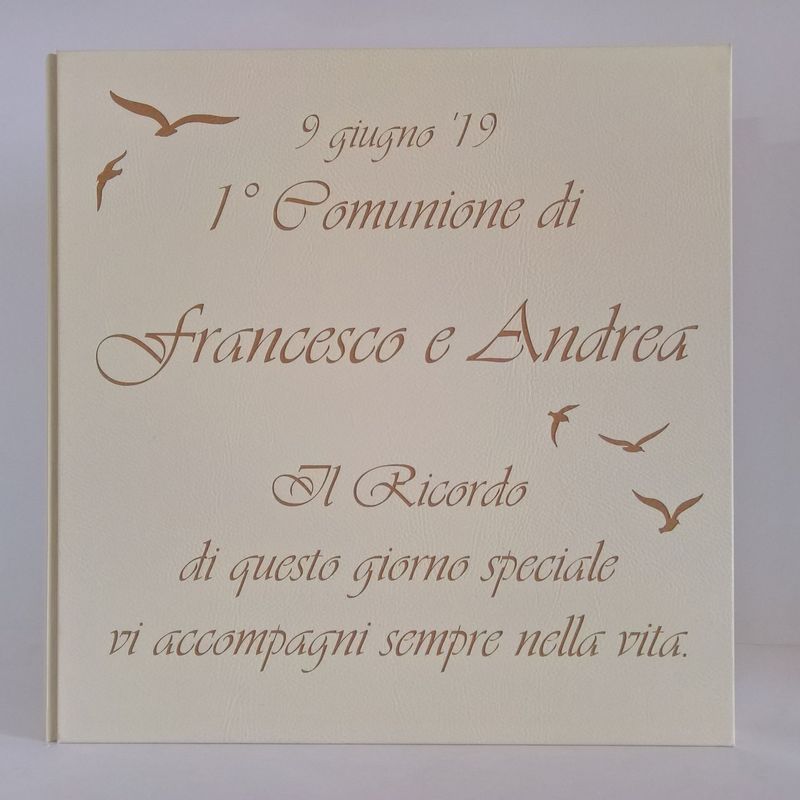 9 giugno '19
1° Comunione di
Francesco e Andrea
Il Ricordo
di questo giorno speciale
vi accompagni sempre nella vita.